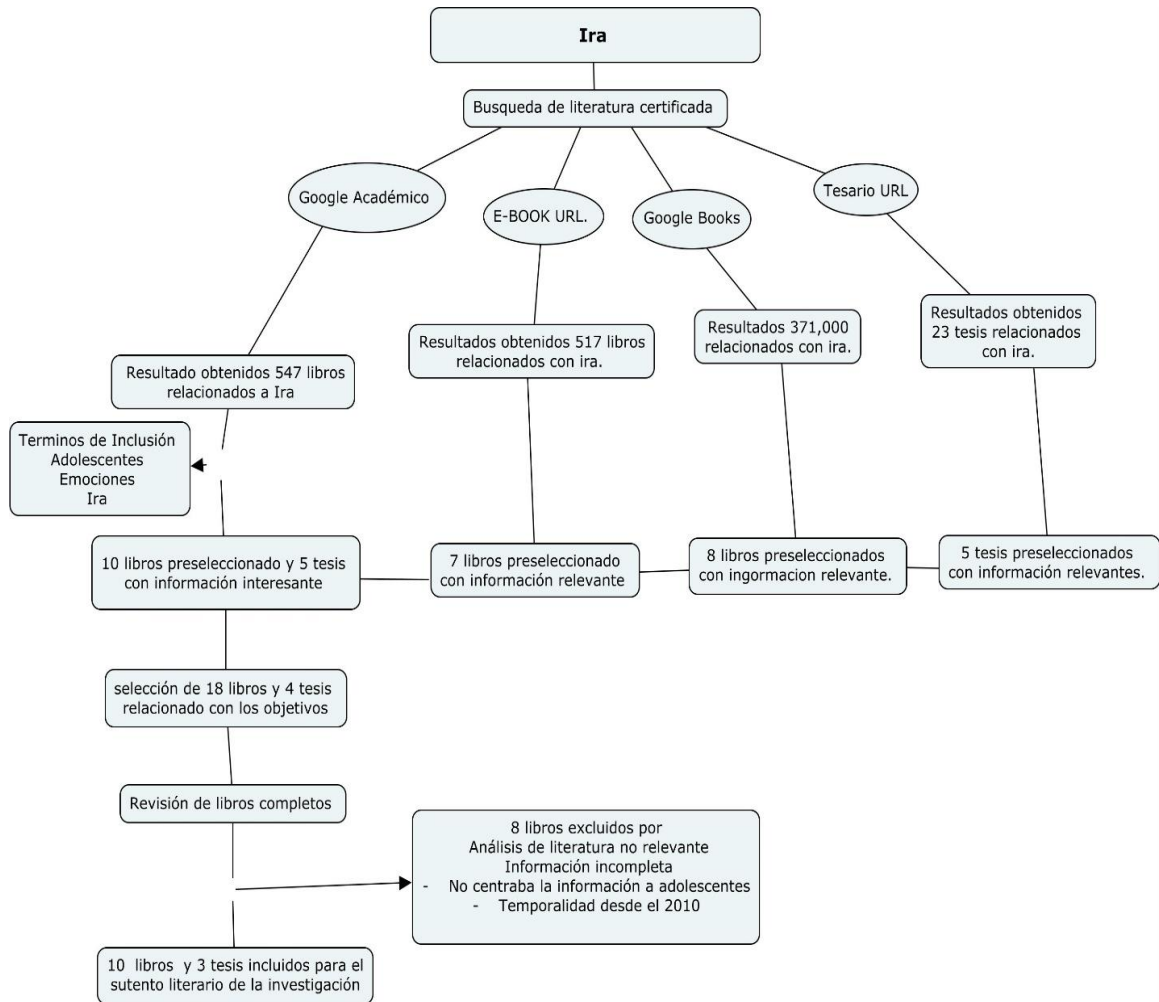 Ira
Busqueda de literatura certificada
Google Académico
E-BOOK URL.
Google Books
Tesario URL
Resultado obtenidos 547 libros
relacionados a Ira
Resultados obtenidos 517 libros
relacionados con ira.
Resultados 371,000
relacionados con ira.
Resultados obtenidos
23 tesis relacionados
con ira.
Terminos de Inclusión
Adolescentes
Emociones
Ira
10 libros preseleccionado y 5 tesis
con información interesante
7 libros preseleccionado
con información relevante
8 libros preseleccionados
con ingormacion relevante.
5 tesis preseleccionados
con información relevantes.
selección de 18 libros y 4 tesis
relacionado con los objetivos
Revisión de libros completos
8 libros excluidos por
Análisis de literatura no relevante
Información incompleta
- No centraba la información a adolescentes
- Temporalidad desde el 2010
10 libros y 3 tesis incluidos para el
sutento literario de la investigación